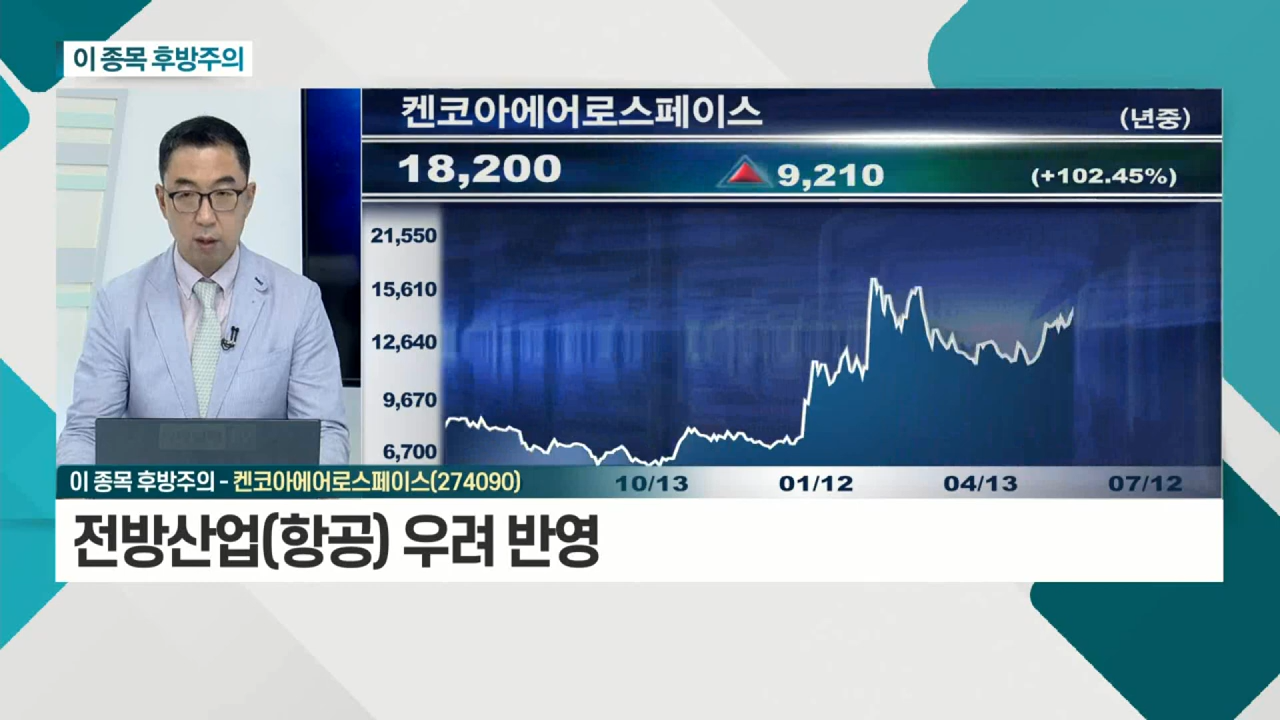 이 종목 후방주의
켄코아에어로스페이스
(년중)
18,200
9,210
(+102.45%)
21,550
15,610
12,640
9,670
6,700
10/13
01/12
04/13
07/12
이 종목 후방주의 - 켄코아에어로스페이스(274090)
전방산업(항공) 우려 반영